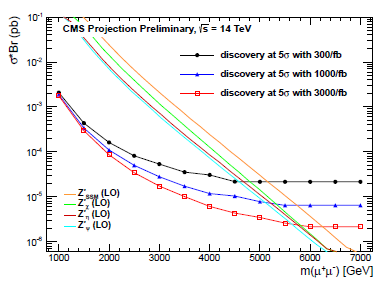 CMS Projection Preliminary, √s = 14 TeV
discovery at 5σ with 300/fb
discovery at 5σ with 1000/fb
discovery at 5σ with 3000/fb
σ*Br (pb)
10⁻¹
10⁻²
10⁻³
10⁻⁴
10⁻⁵
10⁻⁶
Z'SSM (LO)
Z'χ (LO)
Z'η (LO)
Z'ψ (LO)
1000 2000 3000 4000 5000 6000 7000
m(μ⁺μ⁻) [GeV]